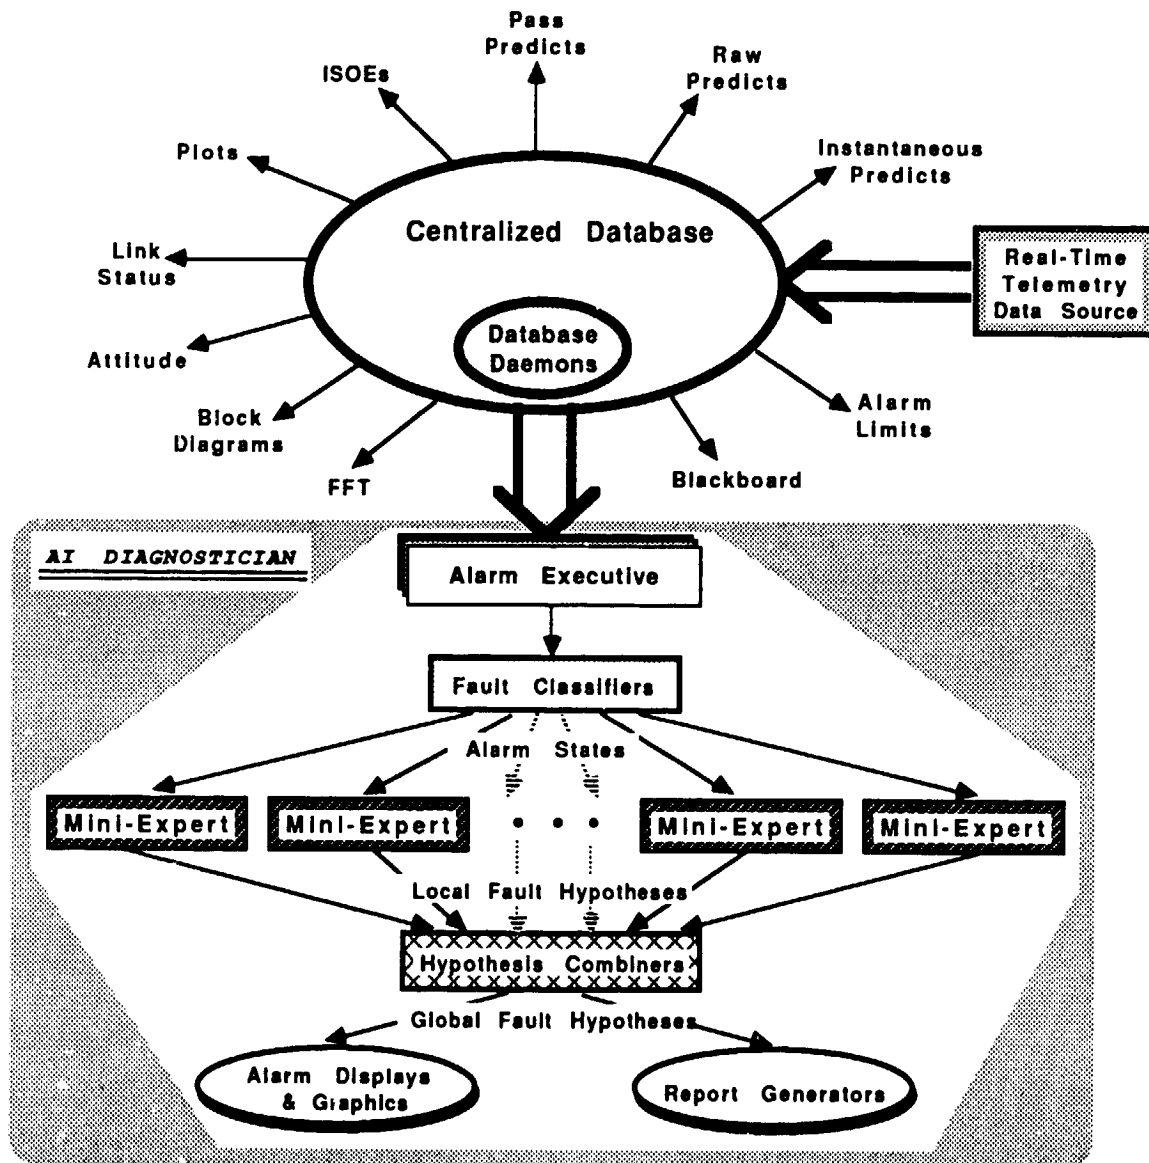 Pass
Predicts
Raw
Predicts
ISOEs
Plots
Instantaneous
Predicts
Centralized Database
Link
Status
Real-Time
Telemetry
Data Source
Database
Daemons
Attitude
Block
Diagrams
Alarm
Limits
FFT
Blackboard
AI DIAGNOSTICIAN
Alarm Executive
Fault Classifiers
Alarm States
Mini-Expert
Mini-Expert
Mini-Expert
Mini-Expert
Local Fault Hypotheses
Hypothesis Combiners
Global Fault Hypotheses
Alarm Displays
& Graphics
Report Generators